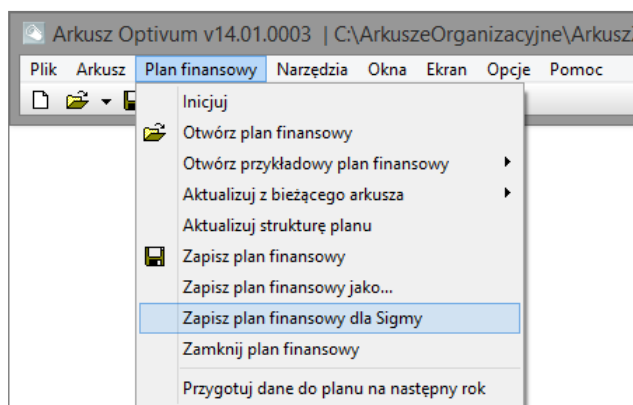 Arkusz Optivum v14.01.0003 | C:\ArkuszeOrganizacyjne\Arkusz
Plik Arkusz Plan finansowy Narzędzia Okna Ekran Opcje Pomoc
Inicjuj
Otwórz plan finansowy
Otwórz przykładowy plan finansowy
Aktualizuj z bieżącego arkusza
Aktualizuj strukturę planu
Zapisz plan finansowy
Zapisz plan finansowy jako...
Zapisz plan finansowy dla Sigmy
Zamknij plan finansowy
Przygotuj dane do planu na następny rok